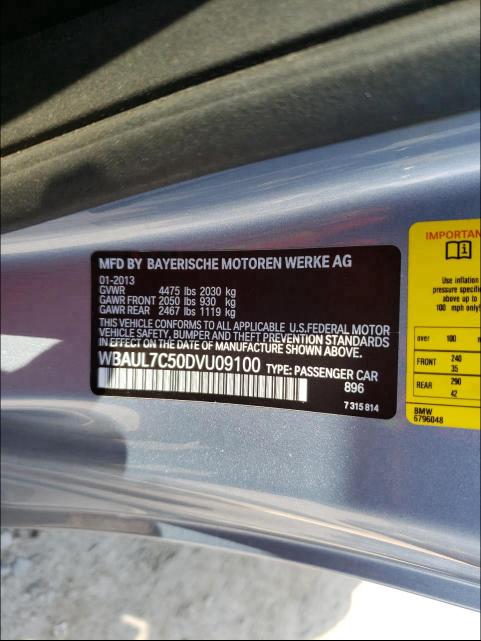 MFD BY BAYERISCHE MOTOREN WERKE AG
01-2013
GVWR 4475 lbs 2030 kg
GAWR FRONT 2050 lbs 930 kg
GAWR REAR 2467 lbs 1119 kg
THIS VEHICLE CONFORMS TO ALL APPLICABLE U.S.FEDERAL MOTOR
VEHICLE SAFETY, BUMPER, AND THEFT PREVENTION STANDARDS
IN EFFECT ON THE DATE OF MANUFACTURE SHOWN ABOVE.
WBAUL7C50DVU09100 TYPE: PASSENGER CAR
896
7 315 814
IMPORTAN
Use inflation
pressure specifi
100 mph only!
over 100
FRONT 240
35
REAR 290
42
BMW
6796048